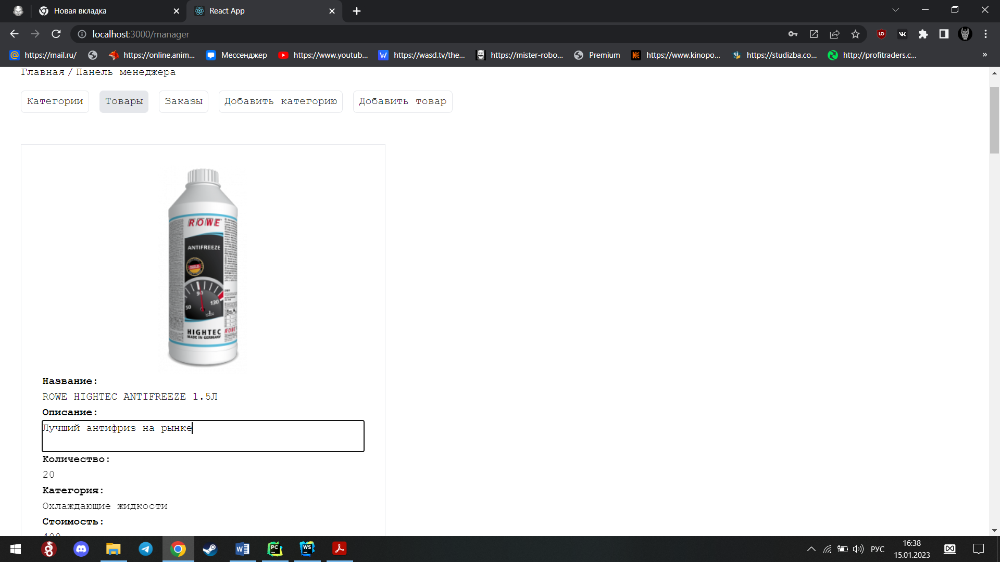 Новая вкладка
React App
localhost:3000/manager
https://mail.ru/
https://online.anim...
Мессенджер
https://www.youtub...
https://wasd.tv/the...
https://mister-robo...
Premium
https://www.kinopo...
https://studizba.co...
http://profitraders.c...
»
Главная / Панель менеджера
Категории
Товары
Заказы
Добавить категорию
Добавить товар
ROWE
ANTIFREEZE
50
90
130
HIGHTEC
MADE IN GERMANY
ROWE
Название:
ROWE HIGHTEC ANTIFREEZE 1.5Л
Описание:
Лучший антифриз на рынке
Количество:
20
Категория:
Охлаждающие жидкости
Стоимость:
РУС
16:38
15.01.2023